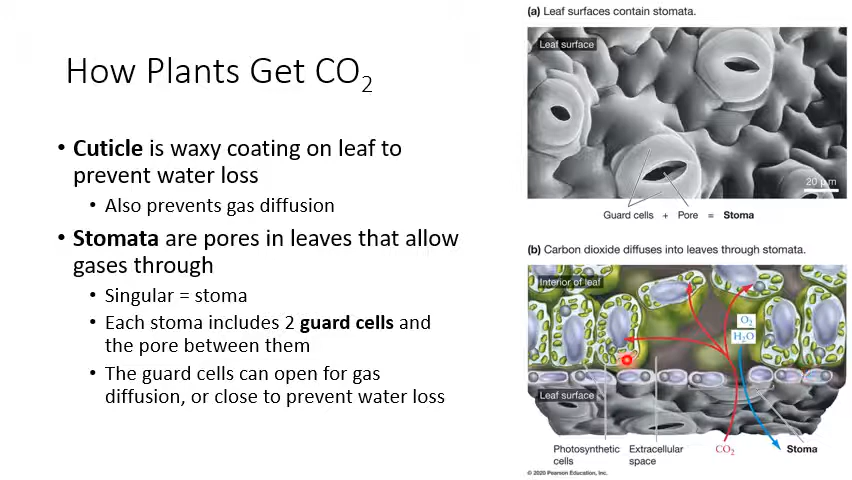 How Plants Get CO₂
• Cuticle is waxy coating on leaf to
prevent water loss
• Also prevents gas diffusion
• Stomata are pores in leaves that allow
gases through
• Singular = stoma
• Each stoma includes 2 guard cells and
the pore between them
• The guard cells can open for gas
diffusion, or close to prevent water loss
(a) Leaf surfaces contain stomata.
Leaf surface
20 µm
Guard cells + Pore = Stoma
(b) Carbon dioxide diffuses into leaves through stomata.
Interior of leaf
O₂
H₂O
Leaf surface
Photosynthetic
cells
Extracellular
space
CO₂
Stoma
© 2020 Pearson Education, Inc.